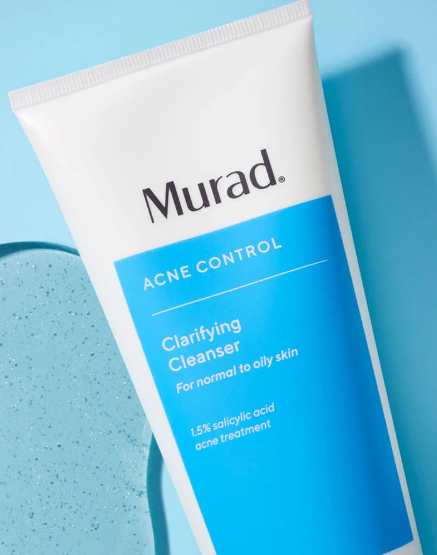 Murad.®
ACNE CONTROL
Clarifying
Cleanser
For normal to oily skin
1.5% salicylic acid
acne treatment